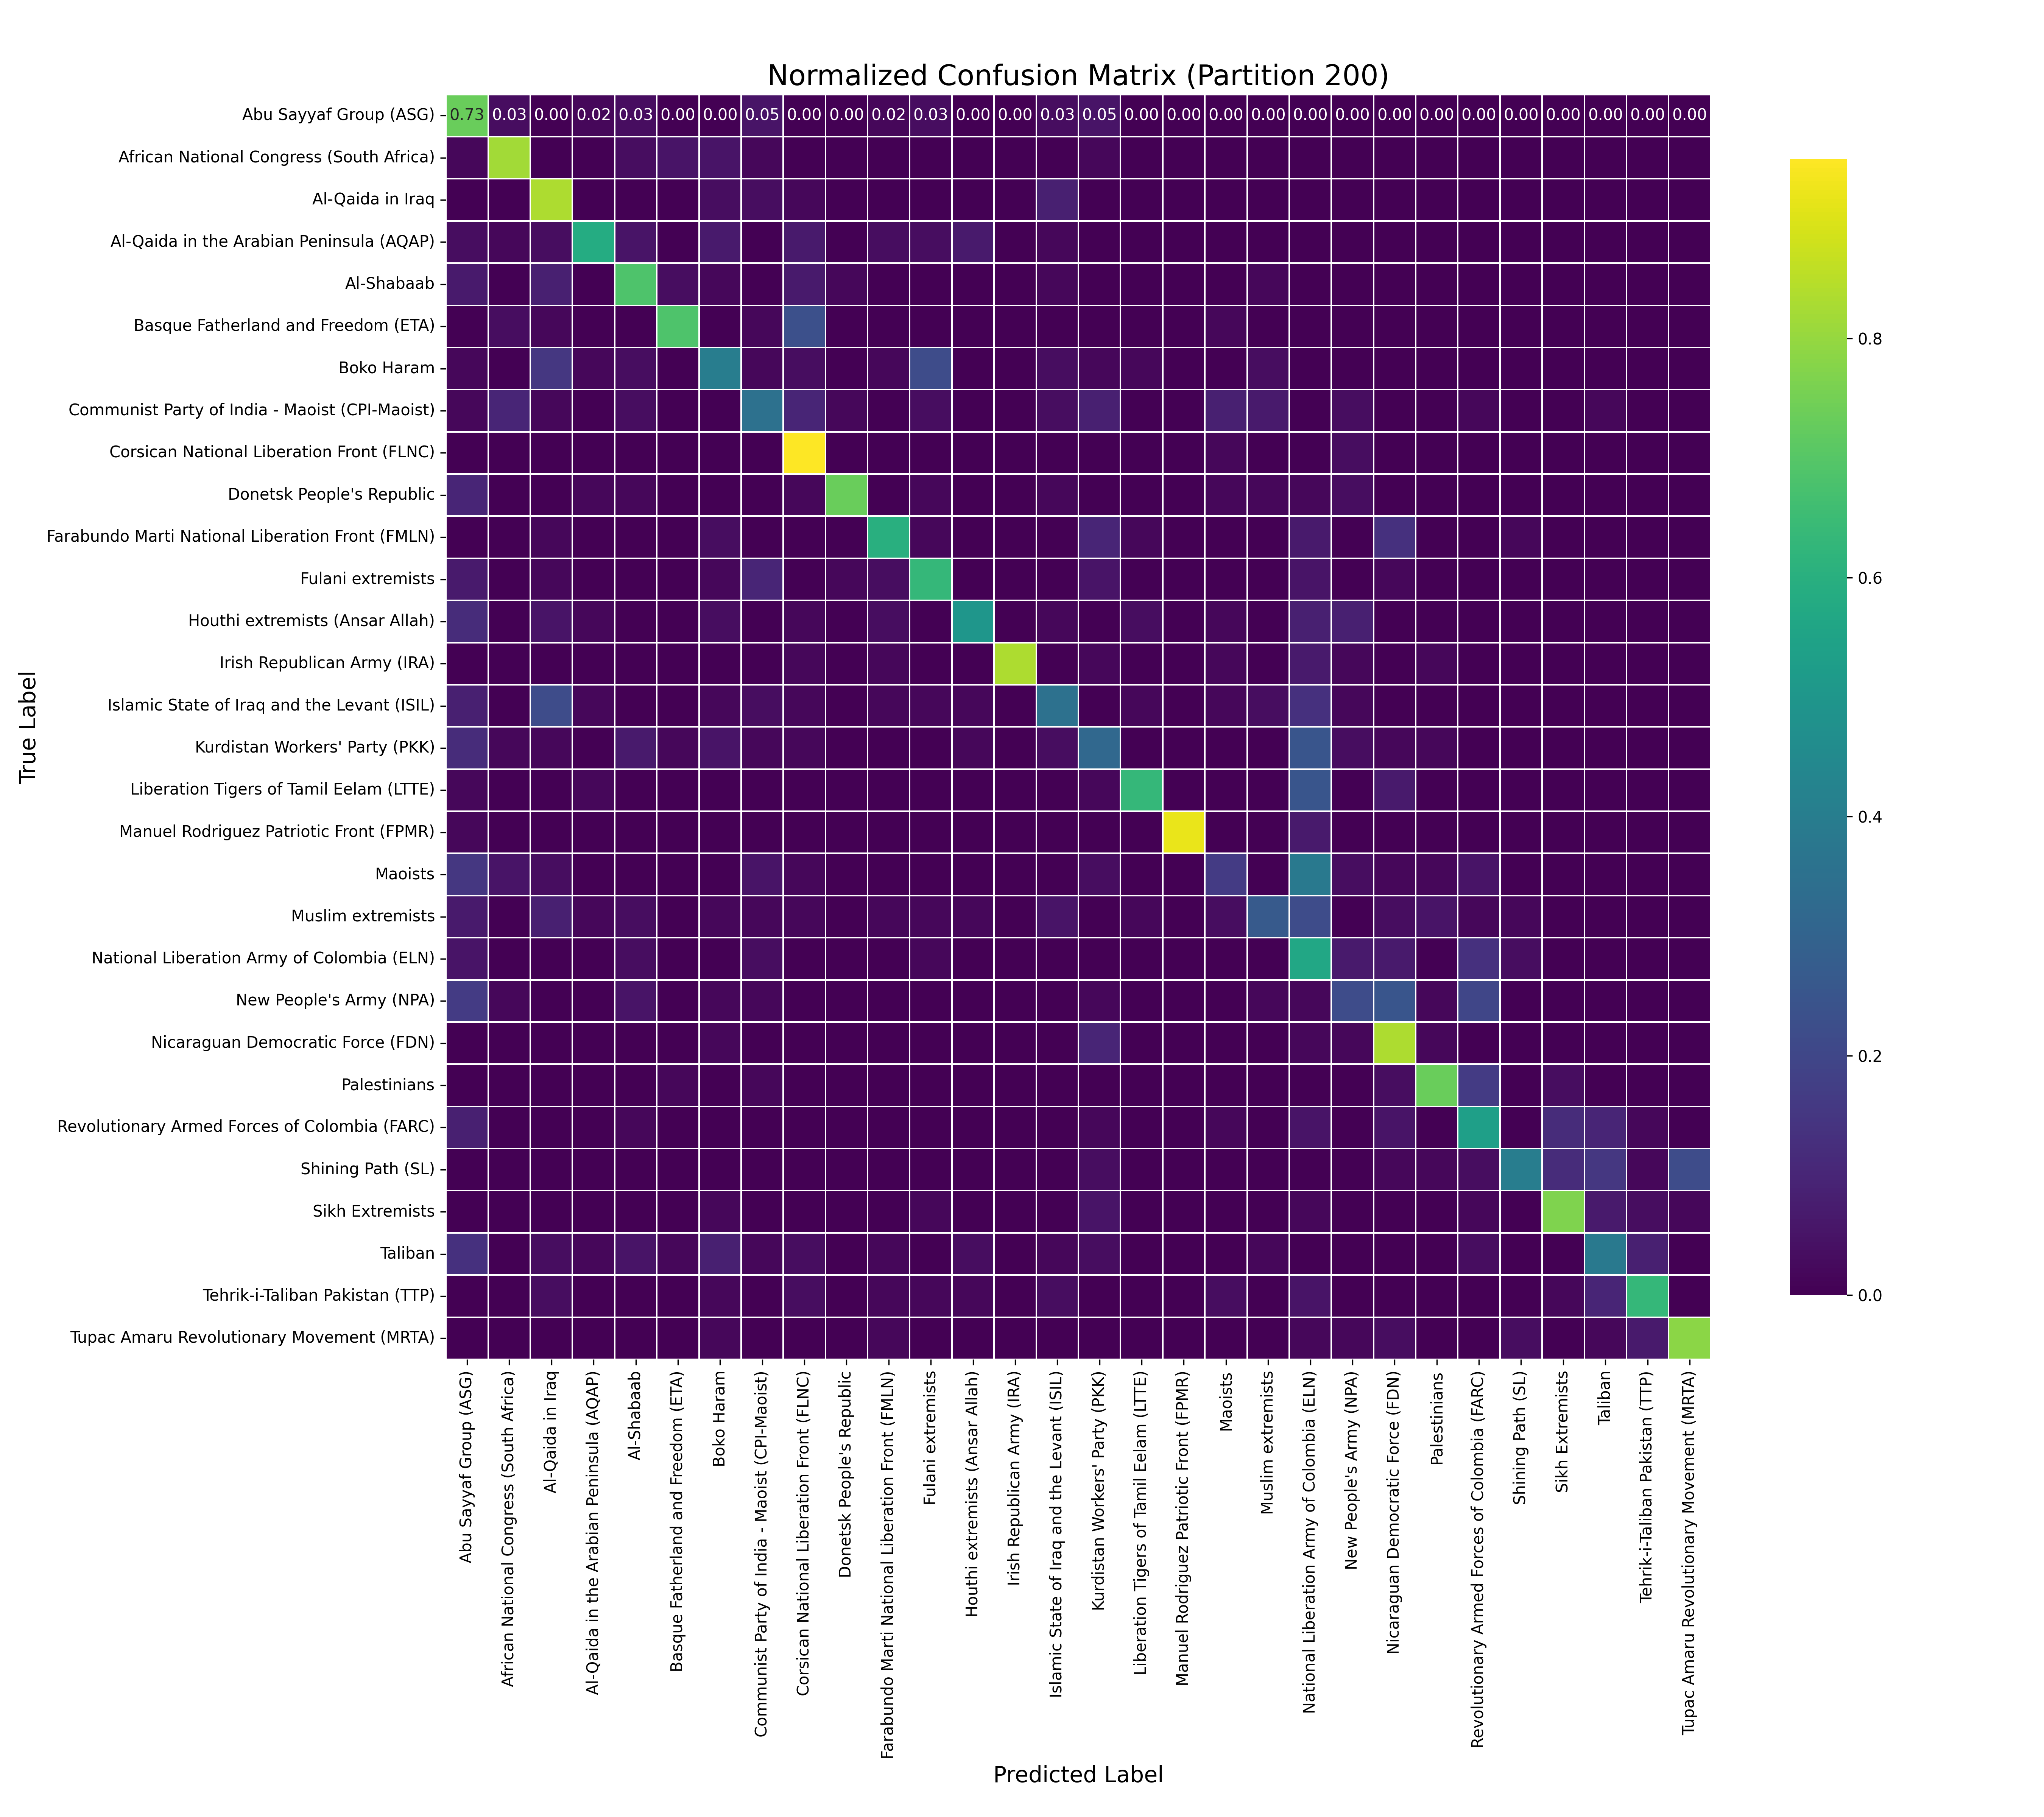 Normalized Confusion Matrix (Partition 200)
Abu Sayyaf Group (ASG)
0.73 0.03 0.00 0.02 0.03 0.00 0.00 0.05 0.00 0.00 0.02 0.03 0.00 0.00 0.03 0.05 0.00 0.00 0.00 0.00 0.00 0.00 0.00 0.00 0.00 0.00 0.00 0.00 0.00 0.00
African National Congress (South Africa)
Al-Qaida in Iraq
Al-Qaida in the Arabian Peninsula (AQAP)
Al-Shabaab
Basque Fatherland and Freedom (ETA)
Boko Haram
Communist Party of India - Maoist (CPI-Maoist)
Corsican National Liberation Front (FLNC)
Donetsk People's Republic
Farabundo Marti National Liberation Front (FMLN)
Fulani extremists
Houthi extremists (Ansar Allah)
Irish Republican Army (IRA)
Islamic State of Iraq and the Levant (ISIL)
Kurdistan Workers' Party (PKK)
Liberation Tigers of Tamil Eelam (LTTE)
Manuel Rodriguez Patriotic Front (FPMR)
Maoists
Muslim extremists
National Liberation Army of Colombia (ELN)
New People's Army (NPA)
Nicaraguan Democratic Force (FDN)
Palestinians
Revolutionary Armed Forces of Colombia (FARC)
Shining Path (SL)
Sikh Extremists
Taliban
Tehrik-i-Taliban Pakistan (TTP)
Tupac Amaru Revolutionary Movement (MRTA)
True Label
0.8
0.6
0.4
0.2
0.0
Abu Sayyaf Group (ASG)
African National Congress (South Africa)
Al-Qaida in Iraq
Al-Qaida in the Arabian Peninsula (AQAP)
Al-Shabaab
Basque Fatherland and Freedom (ETA)
Boko Haram
Communist Party of India - Maoist (CPI-Maoist)
Corsican National Liberation Front (FLNC)
Donetsk People's Republic
Farabundo Marti National Liberation Front (FMLN)
Fulani extremists
Houthi extremists (Ansar Allah)
Irish Republican Army (IRA)
Islamic State of Iraq and the Levant (ISIL)
Kurdistan Workers' Party (PKK)
Liberation Tigers of Tamil Eelam (LTTE)
Manuel Rodriguez Patriotic Front (FPMR)
Maoists
Muslim extremists
National Liberation Army of Colombia (ELN)
New People's Army (NPA)
Nicaraguan Democratic Force (FDN)
Palestinians
Revolutionary Armed Forces of Colombia (FARC)
Shining Path (SL)
Sikh Extremists
Taliban
Tehrik-i-Taliban Pakistan (TTP)
Tupac Amaru Revolutionary Movement (MRTA)
Predicted Label